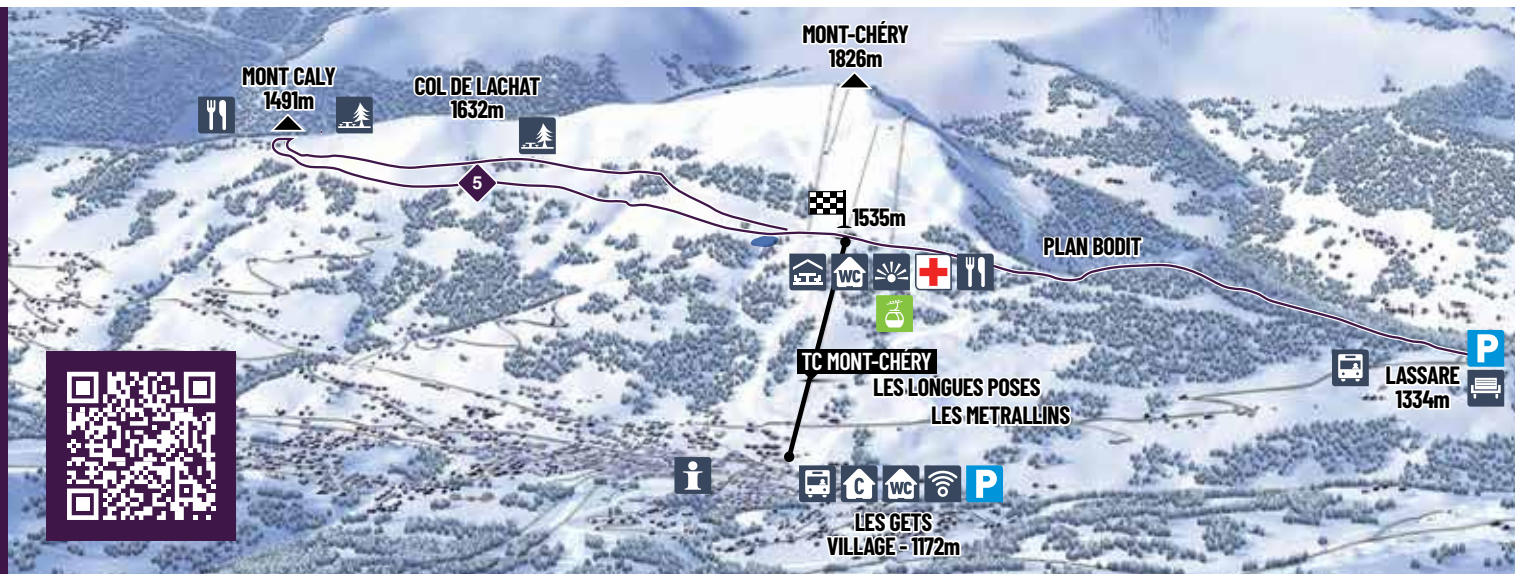 MONT-CHÉRY
1826m
MONT CALY
1491m
COL DE LACHAT
1632m
5
1535m
PLAN BODIT
WC
TC MONT-CHÉRY
LES LONGUES POSES
LES METRALLINS
P
LASSARE
1334m
i
C
WC
P
LES GETS
VILLAGE - 1172m